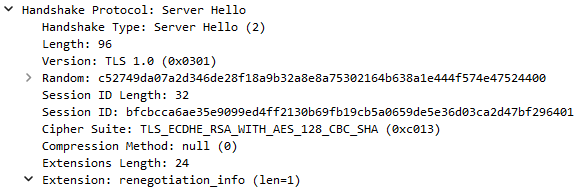 Handshake Protocol: Server Hello
Handshake Type: Server Hello (2)
Length: 96
Version: TLS 1.0 (0x0301)
Random: c52749da07a2d346de28f18a9b32a8e8a75302164b638a1e444f574e47524400
Session ID Length: 32
Session ID: bfcbcca6ae35e9099ed4ff2130b69fb19cb5a0659de5e36d03ca2d47bf296401
Cipher Suite: TLS_ECDHE_RSA_WITH_AES_128_CBC_SHA (0xc013)
Compression Method: null (0)
Extensions Length: 24
Extension: renegotiation_info (len=1)